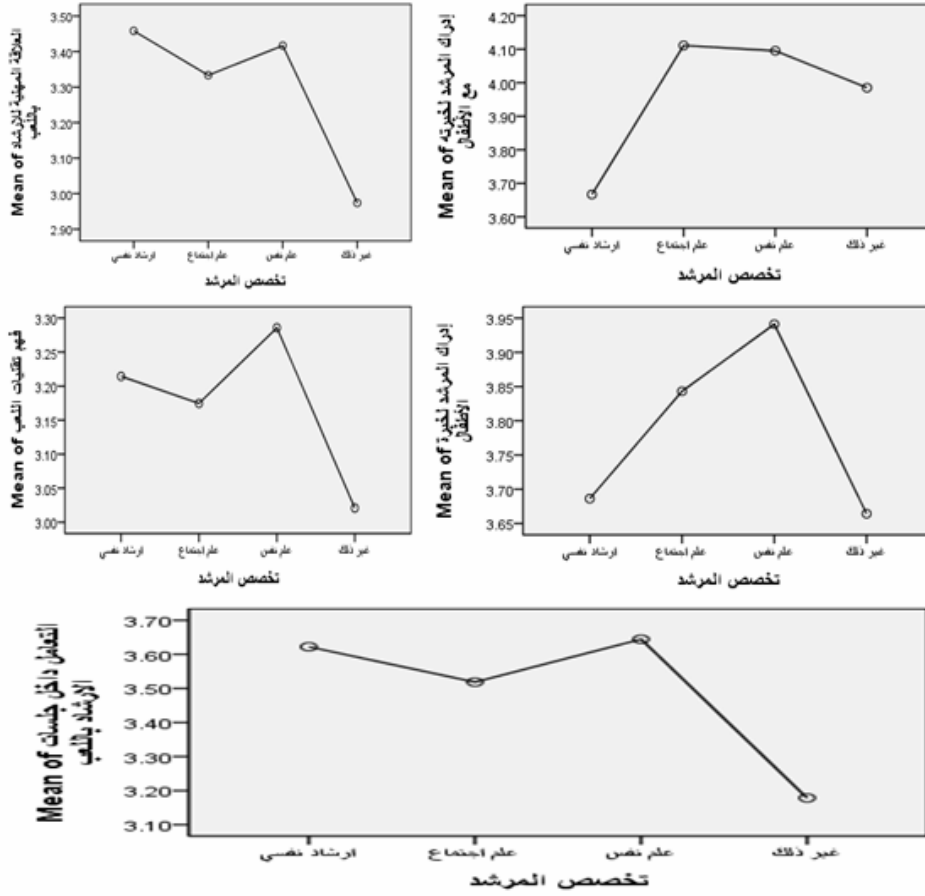 Mean of العلاقة المهنية للإرشاد
باللعب
3.50
3.40
3.30
3.20
3.10
3.00
2.90
ارشاد نفسي
علم اجتماع
علم نفس
غير ذلك
تخصص المرشد
Mean of إدراك المرشد لخبرته
مع الأطفال
4.20
4.10
4.00
3.90
3.80
3.70
3.60
ارشاد نفسي
علم اجتماع
علم نفس
غير ذلك
تخصص المرشد
Mean of فهم تقنيات اللعب
3.30
3.25
3.20
3.15
3.10
3.05
3.00
ارشاد نفسي
علم اجتماع
علم نفس
غير ذلك
تخصص المرشد
Mean of إدراك المرشد لخبرة
الأطفال
3.95
3.90
3.85
3.80
3.75
3.70
3.65
ارشاد نفسي
علم اجتماع
علم نفس
غير ذلك
تخصص المرشد
Mean of التعامل داخل جلسات
الارشاد باللعب
3.70
3.60
3.50
3.40
3.30
3.20
3.10
ارشاد نفسي
علم اجتماع
علم نفس
غير ذلك
تخصص المرشد